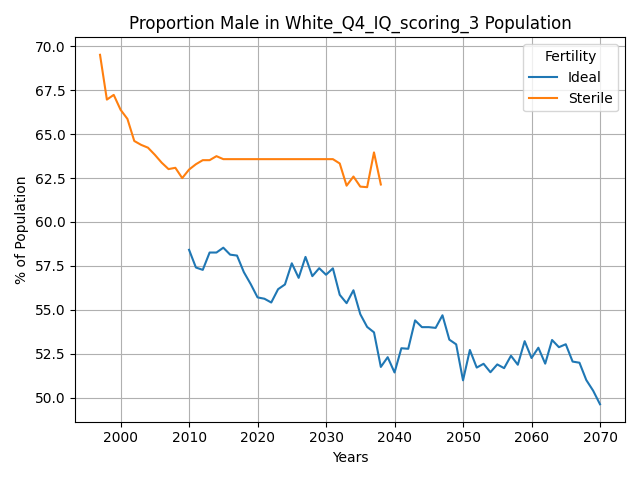 Proportion Male in White_Q4_IQ_scoring_3 Population
70.0
67.5
65.0
62.5
60.0
57.5
55.0
52.5
50.0
% of Population
Fertility
Ideal
Sterile
2000 2010 2020 2030 2040 2050 2060 2070
Years